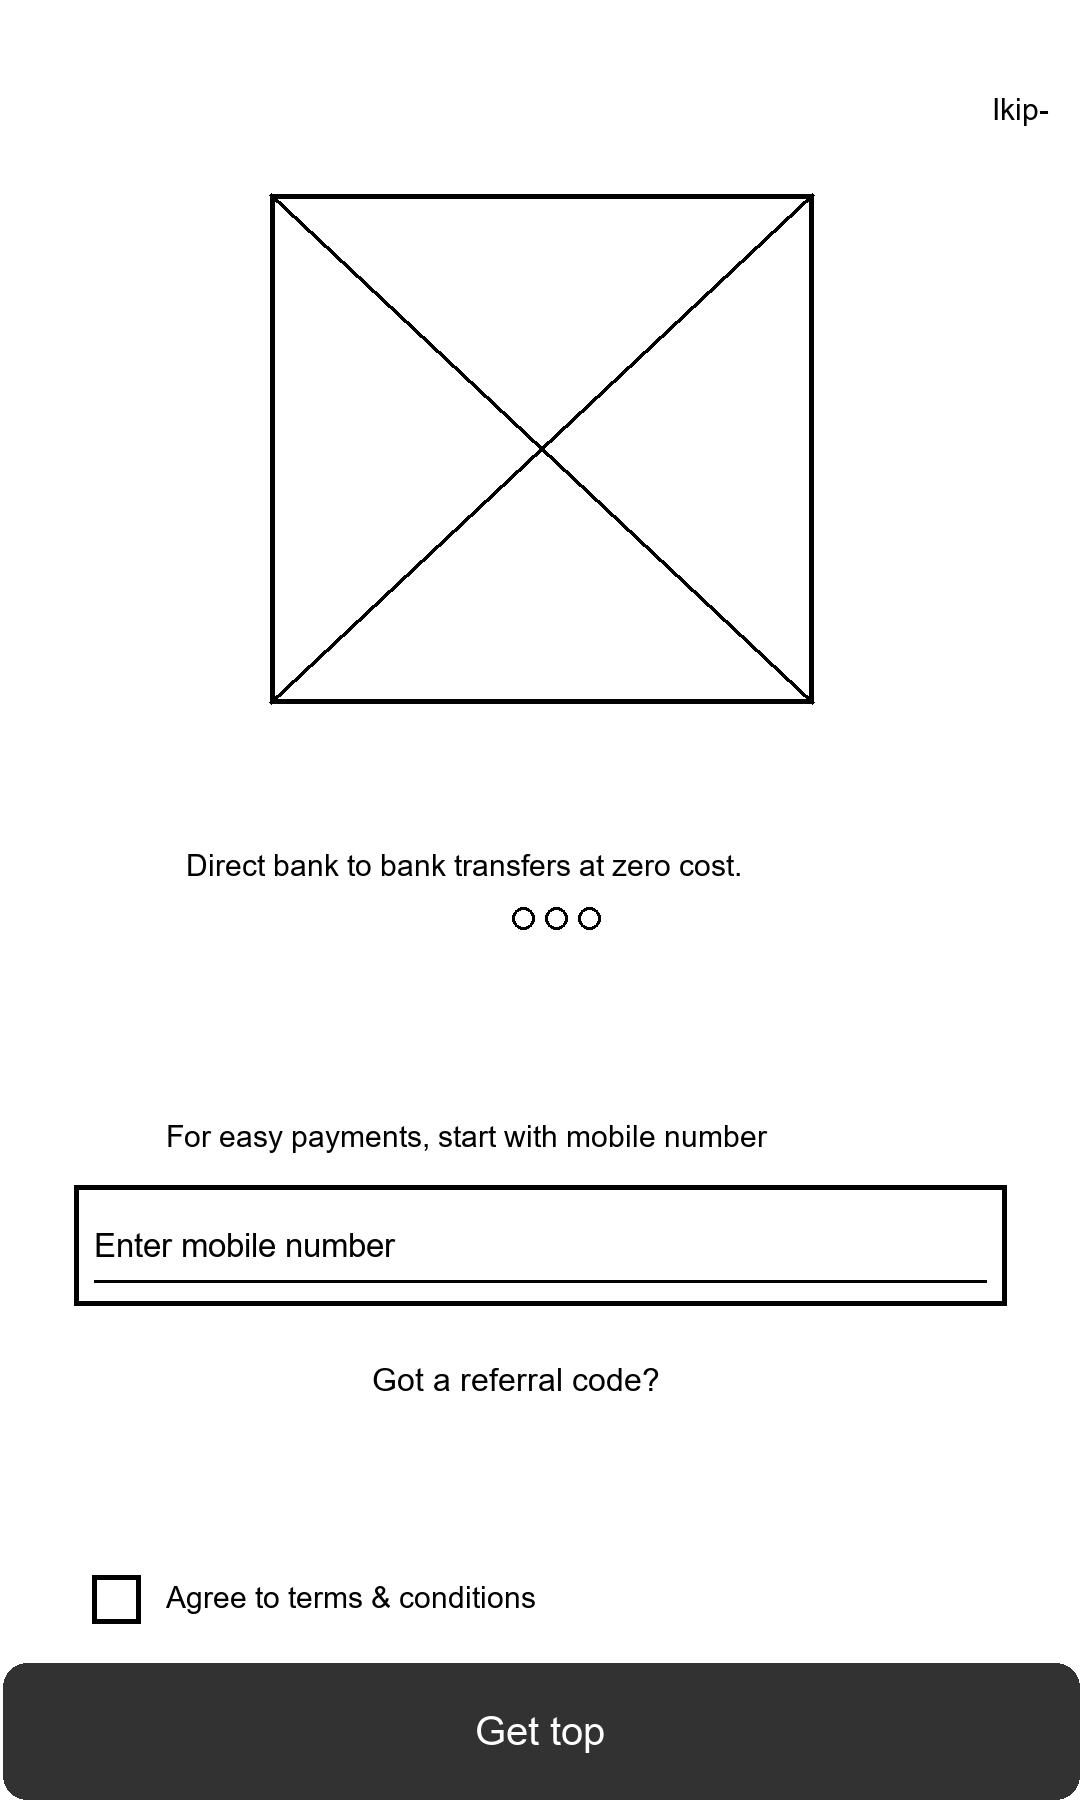 Ikip-
Direct bank to bank transfers at zero cost.
For easy payments, start with mobile number
Enter mobile number
Got a referral code?
Agree to terms & conditions
Get top